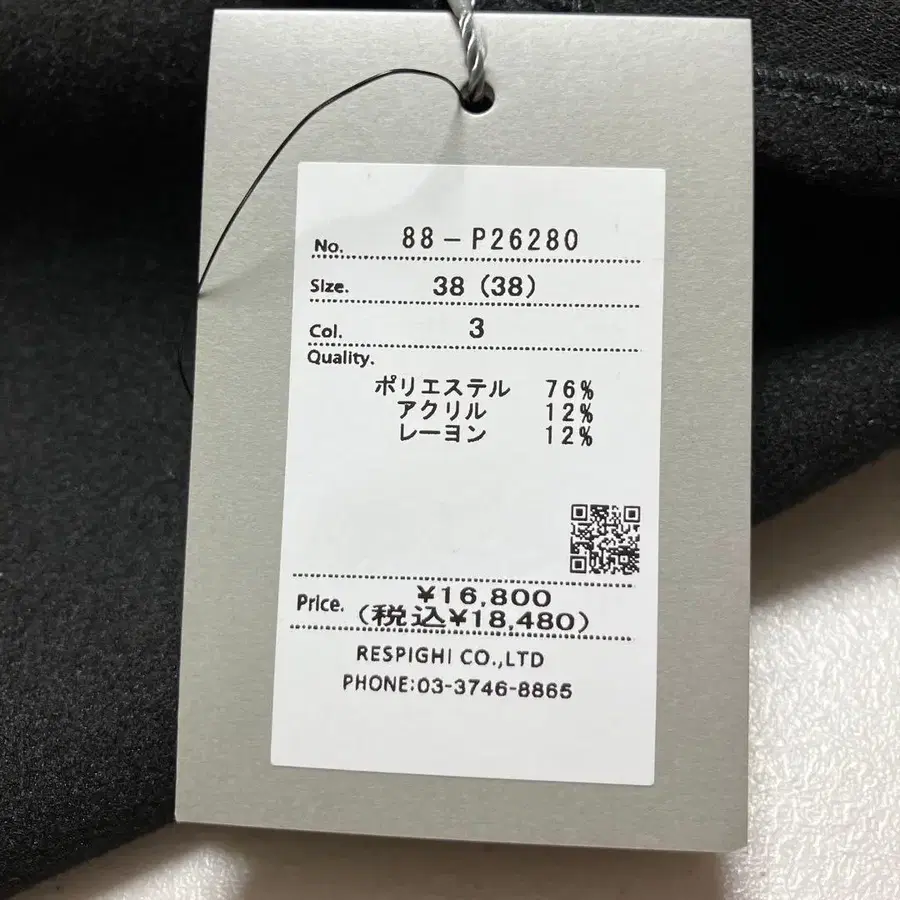 No. 88-P26280
Size. 38 (38)
Col. 3
Quality.
ポリエステル 76%
アクリル 12%
レーヨン 12%
Price. ¥16,800
(税込¥18,480)
RESPIGHI CO.,LTD
PHONE:03-3746-8865